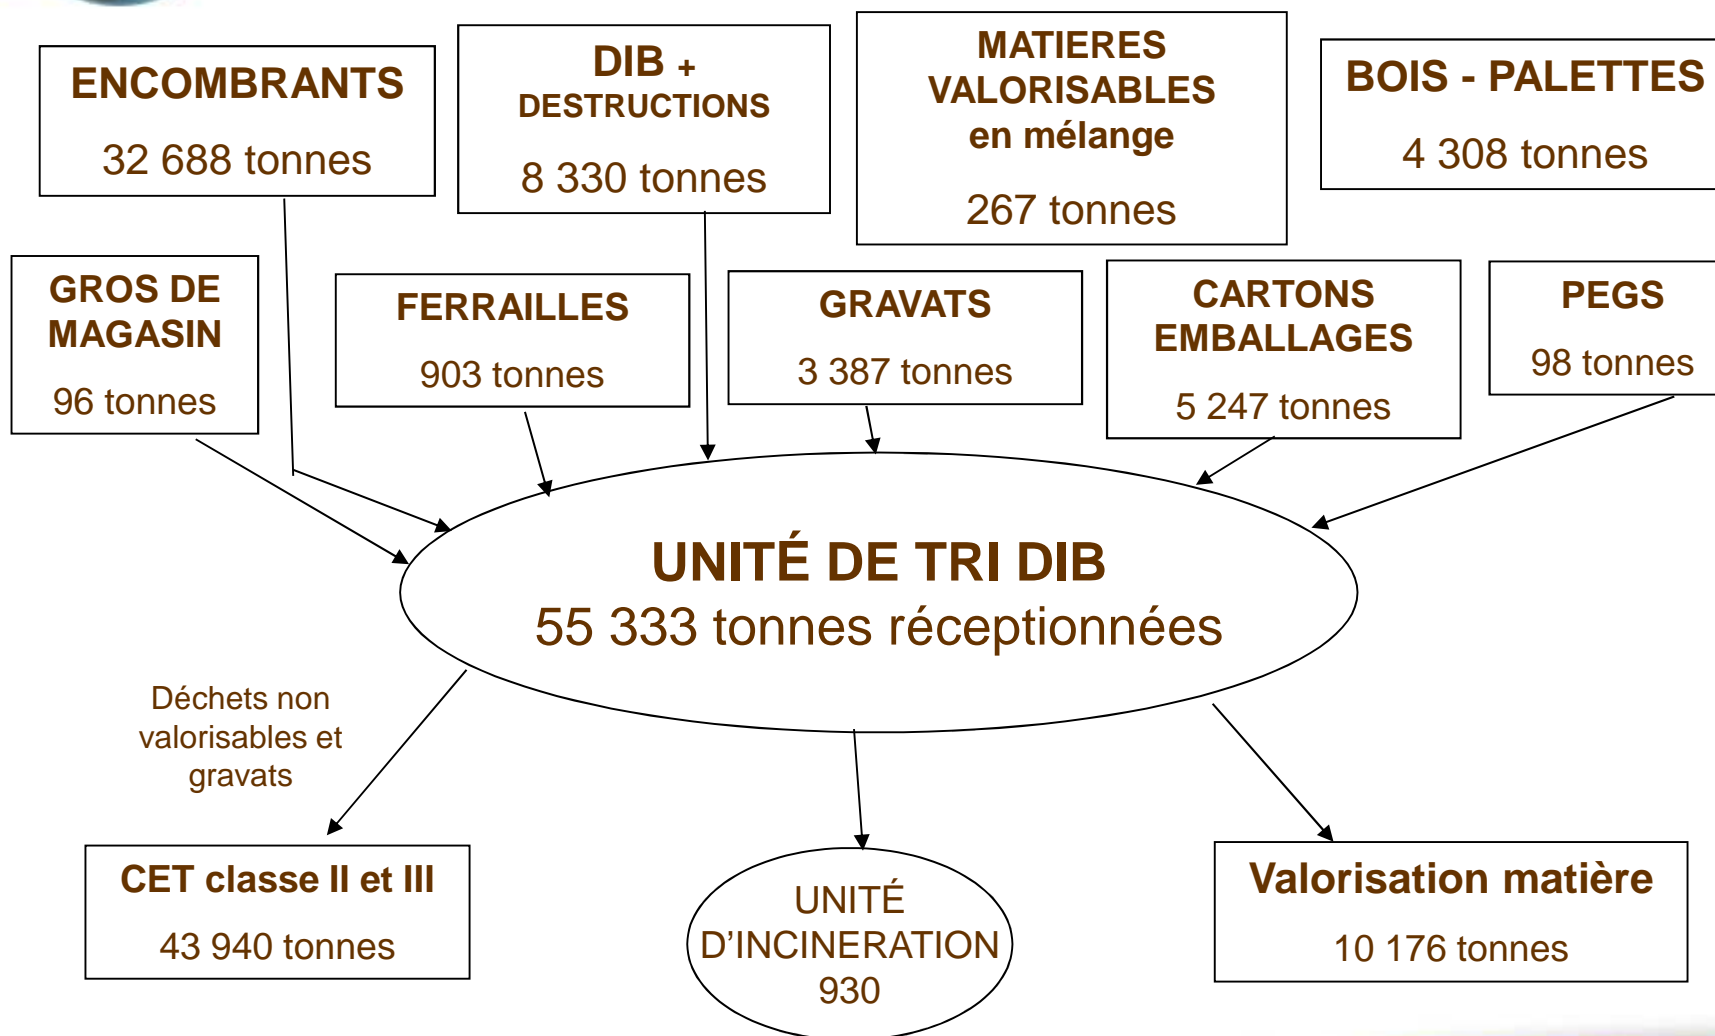 ENCOMBRANTS
32 688 tonnes
DIB +
DESTRUCTIONS
8 330 tonnes
MATIERES
VALORISABLES
en mélange
267 tonnes
BOIS - PALETTES
4 308 tonnes
GROS DE
MAGASIN
96 tonnes
FERRAILLES
903 tonnes
GRAVATS
3 387 tonnes
CARTONS
EMBALLAGES
5 247 tonnes
PEGS
98 tonnes
UNITÉ DE TRI DIB
55 333 tonnes réceptionnées
Déchets non
valorisables et
gravats
CET classe II et III
43 940 tonnes
UNITÉ
D’INCINERATION
930
Valorisation matière
10 176 tonnes